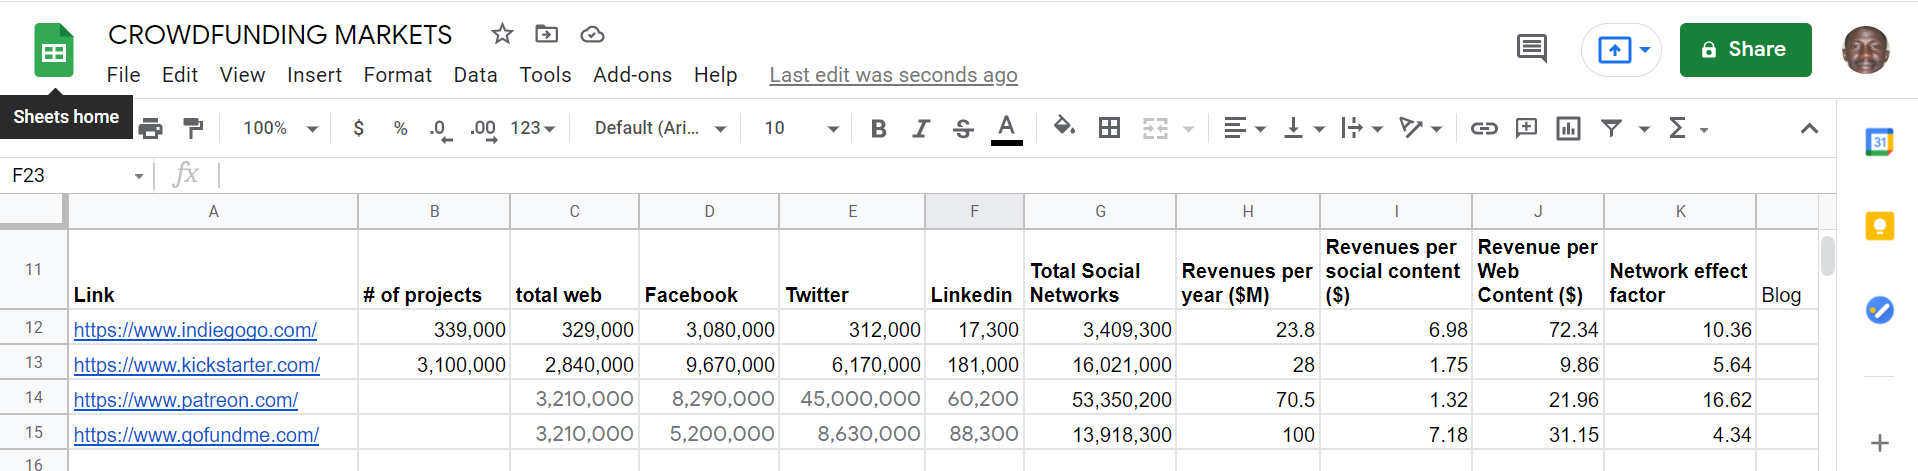 CROWDFUNDING MARKETS
File Edit View Insert Format Data Tools Add-ons Help Last edit was seconds ago
Share
Sheets home
100% $ % .0 .00 123 Default (Ari... 10 B I S A
31
F23 fx
A B C D E F G H I J K
11 Link # of projects total web Facebook Twitter Linkedin Total Social Networks Revenues per year ($M) Revenues per social content ($) Revenue per Web Content ($) Network effect factor Blog
12 https://www.indiegogo.com/ 339,000 329,000 3,080,000 312,000 17,300 3,409,300 23.8 6.98 72.34 10.36
13 https://www.kickstarter.com/ 3,100,000 2,840,000 9,670,000 6,170,000 181,000 16,021,000 28 1.75 9.86 5.64
14 https://www.patreon.com/ 3,210,000 8,290,000 45,000,000 60,200 53,350,200 70.5 1.32 21.96 16.62
15 https://www.gofundme.com/ 3,210,000 5,200,000 8,630,000 88,300 13,918,300 100 7.18 31.15 4.34
16